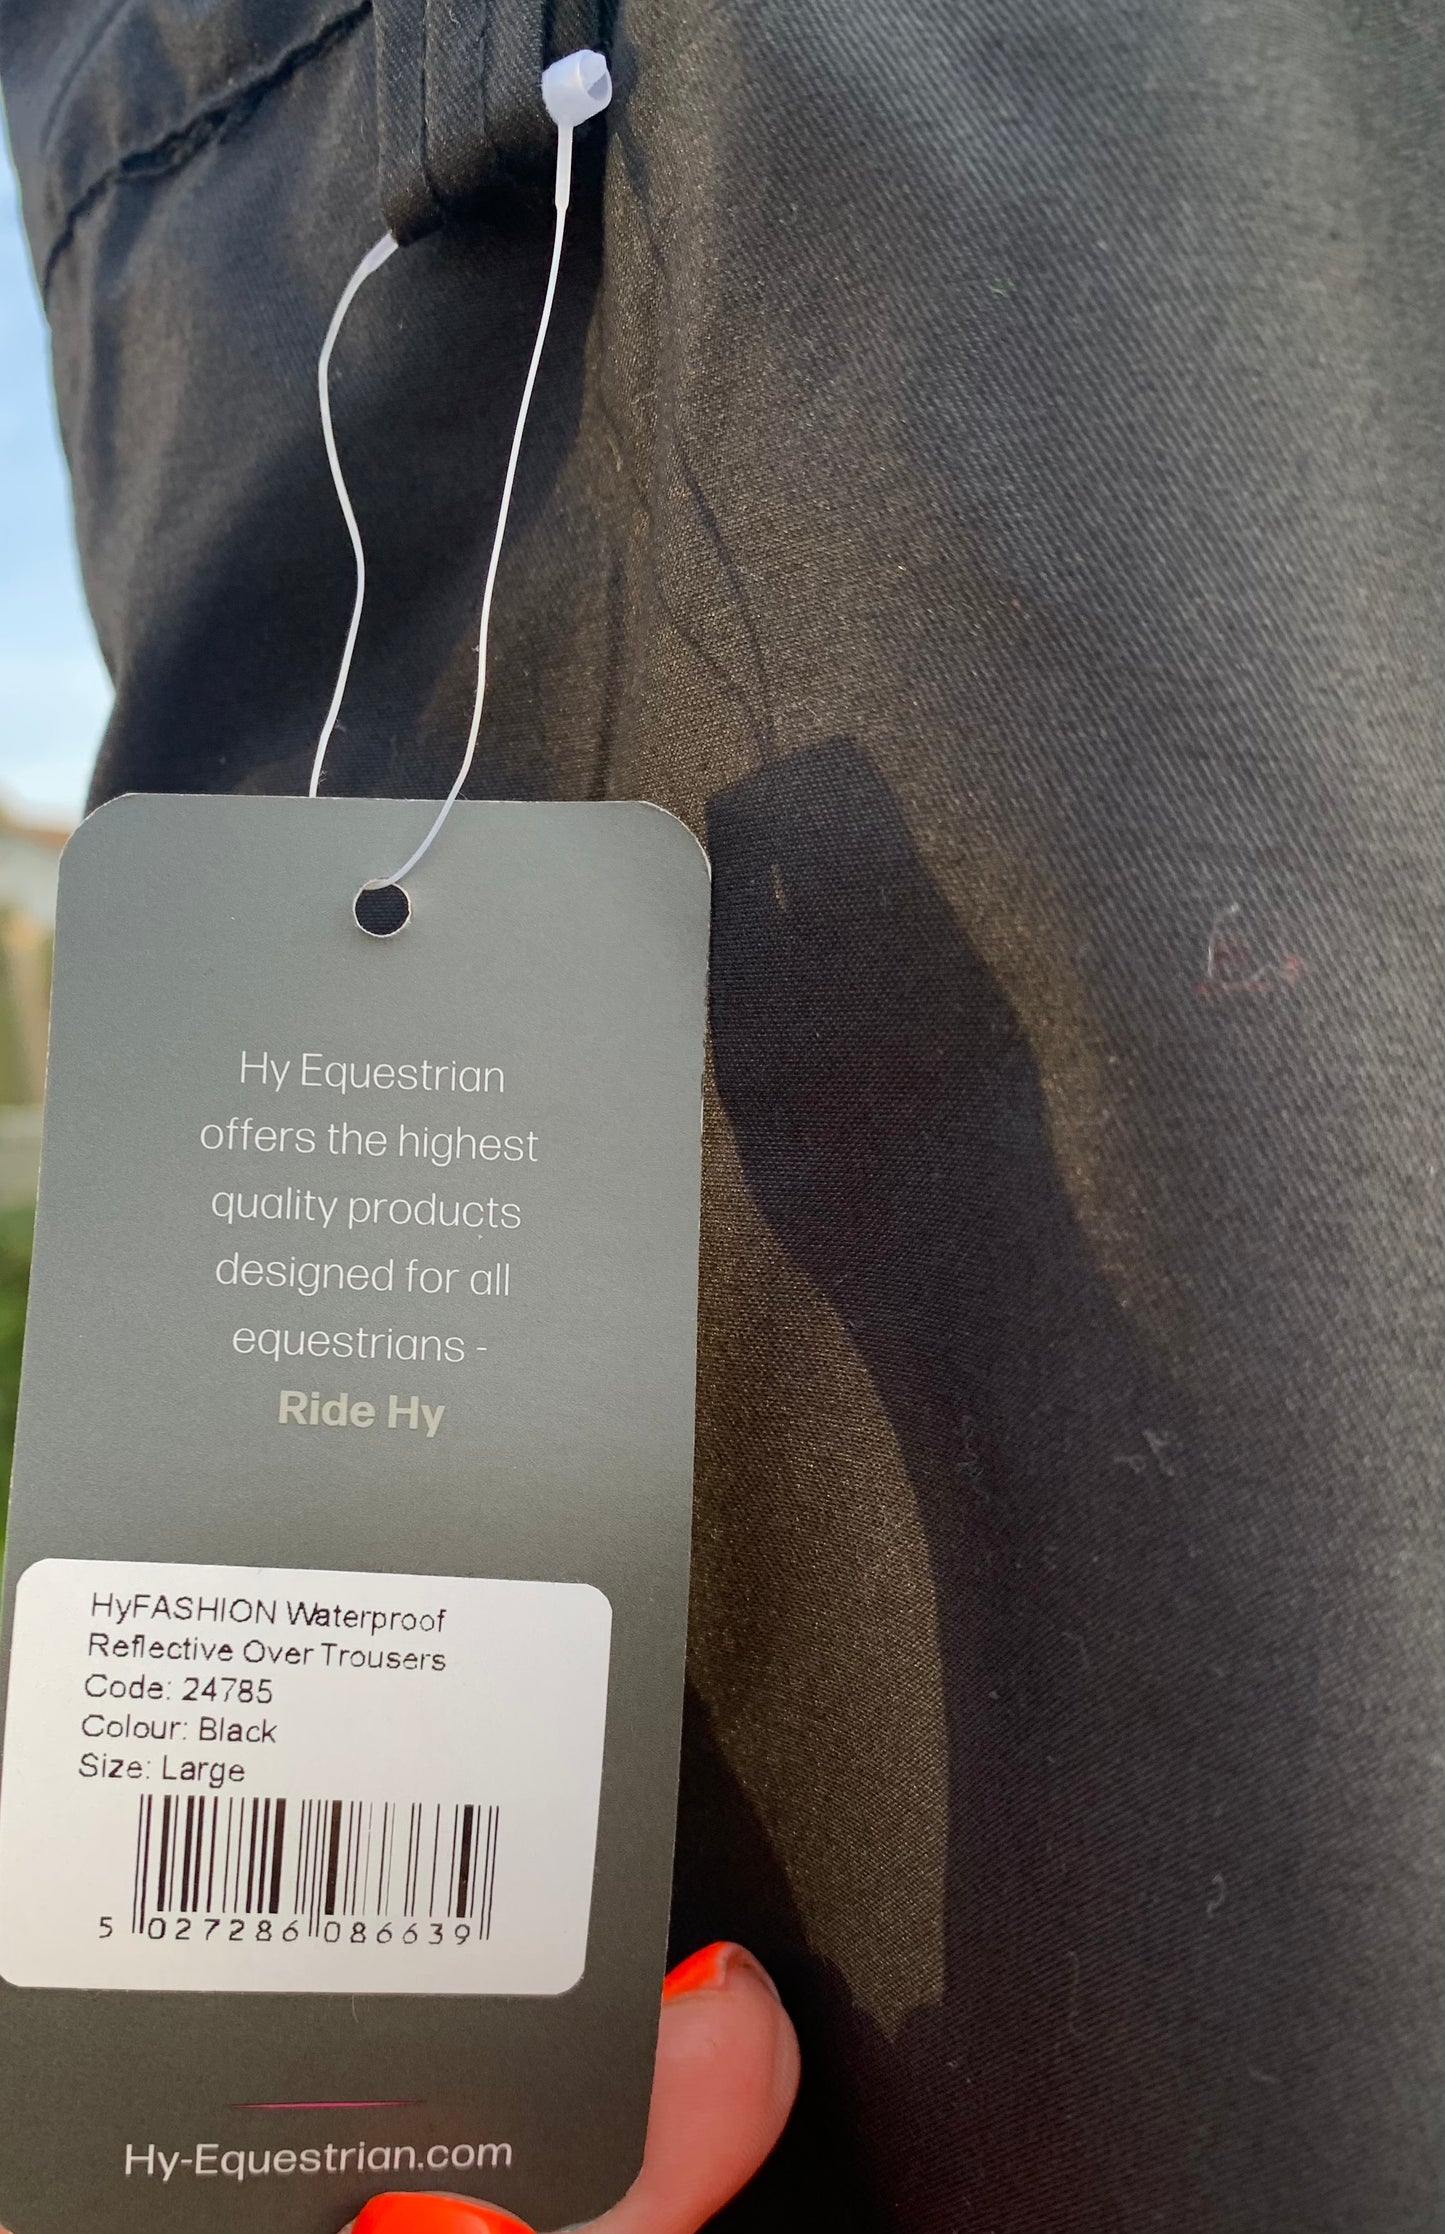 Hy Equestrian
offers the highest
quality products
designed for all
equestrians -
Ride Hy
HyFASHION Waterproof
Reflective Over Trousers
Code: 24785
Colour: Black
Size: Large
5 027286 086639
Hy-Equestrian.com